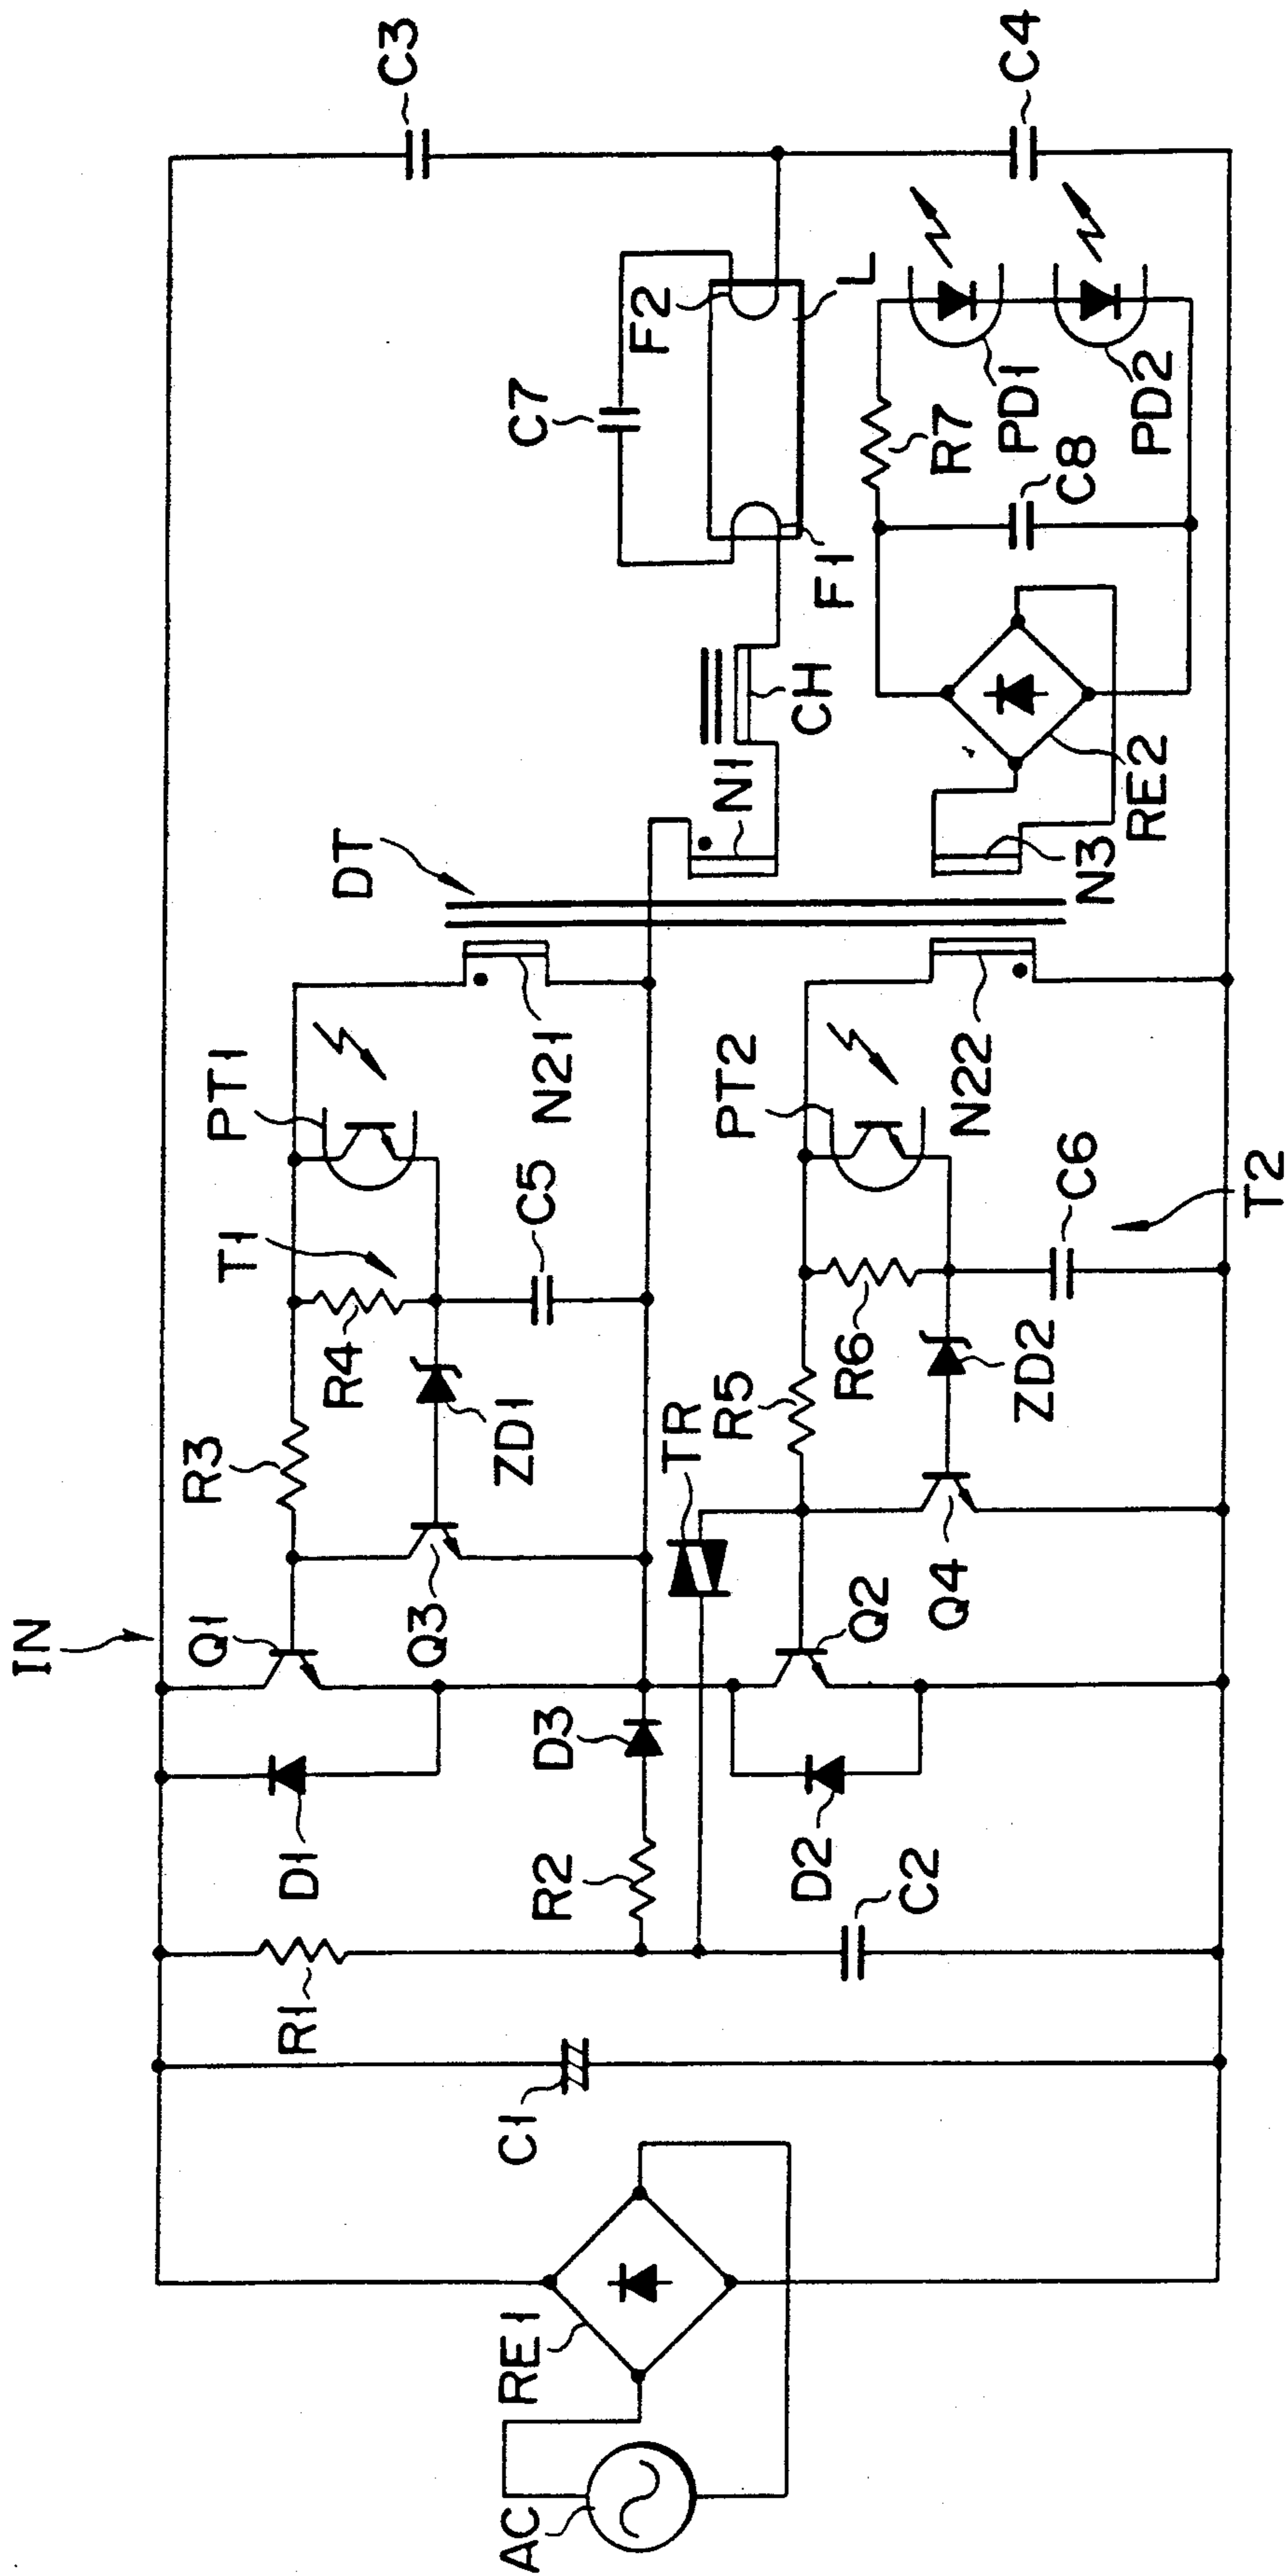 IN
AC
RE1
C1
R1
D1
Q1
R3
PT1
T1
R4
Q3
ZD1
C5
N21
DT
R2
D3
TR
R5
PT2
D2
C2
Q2
Q4
R6
ZD2
C6
N22
T2
N1
CH
C7
F2
F1
L
C3
C4
N3
RE2
C8
R7
PD1
PD2